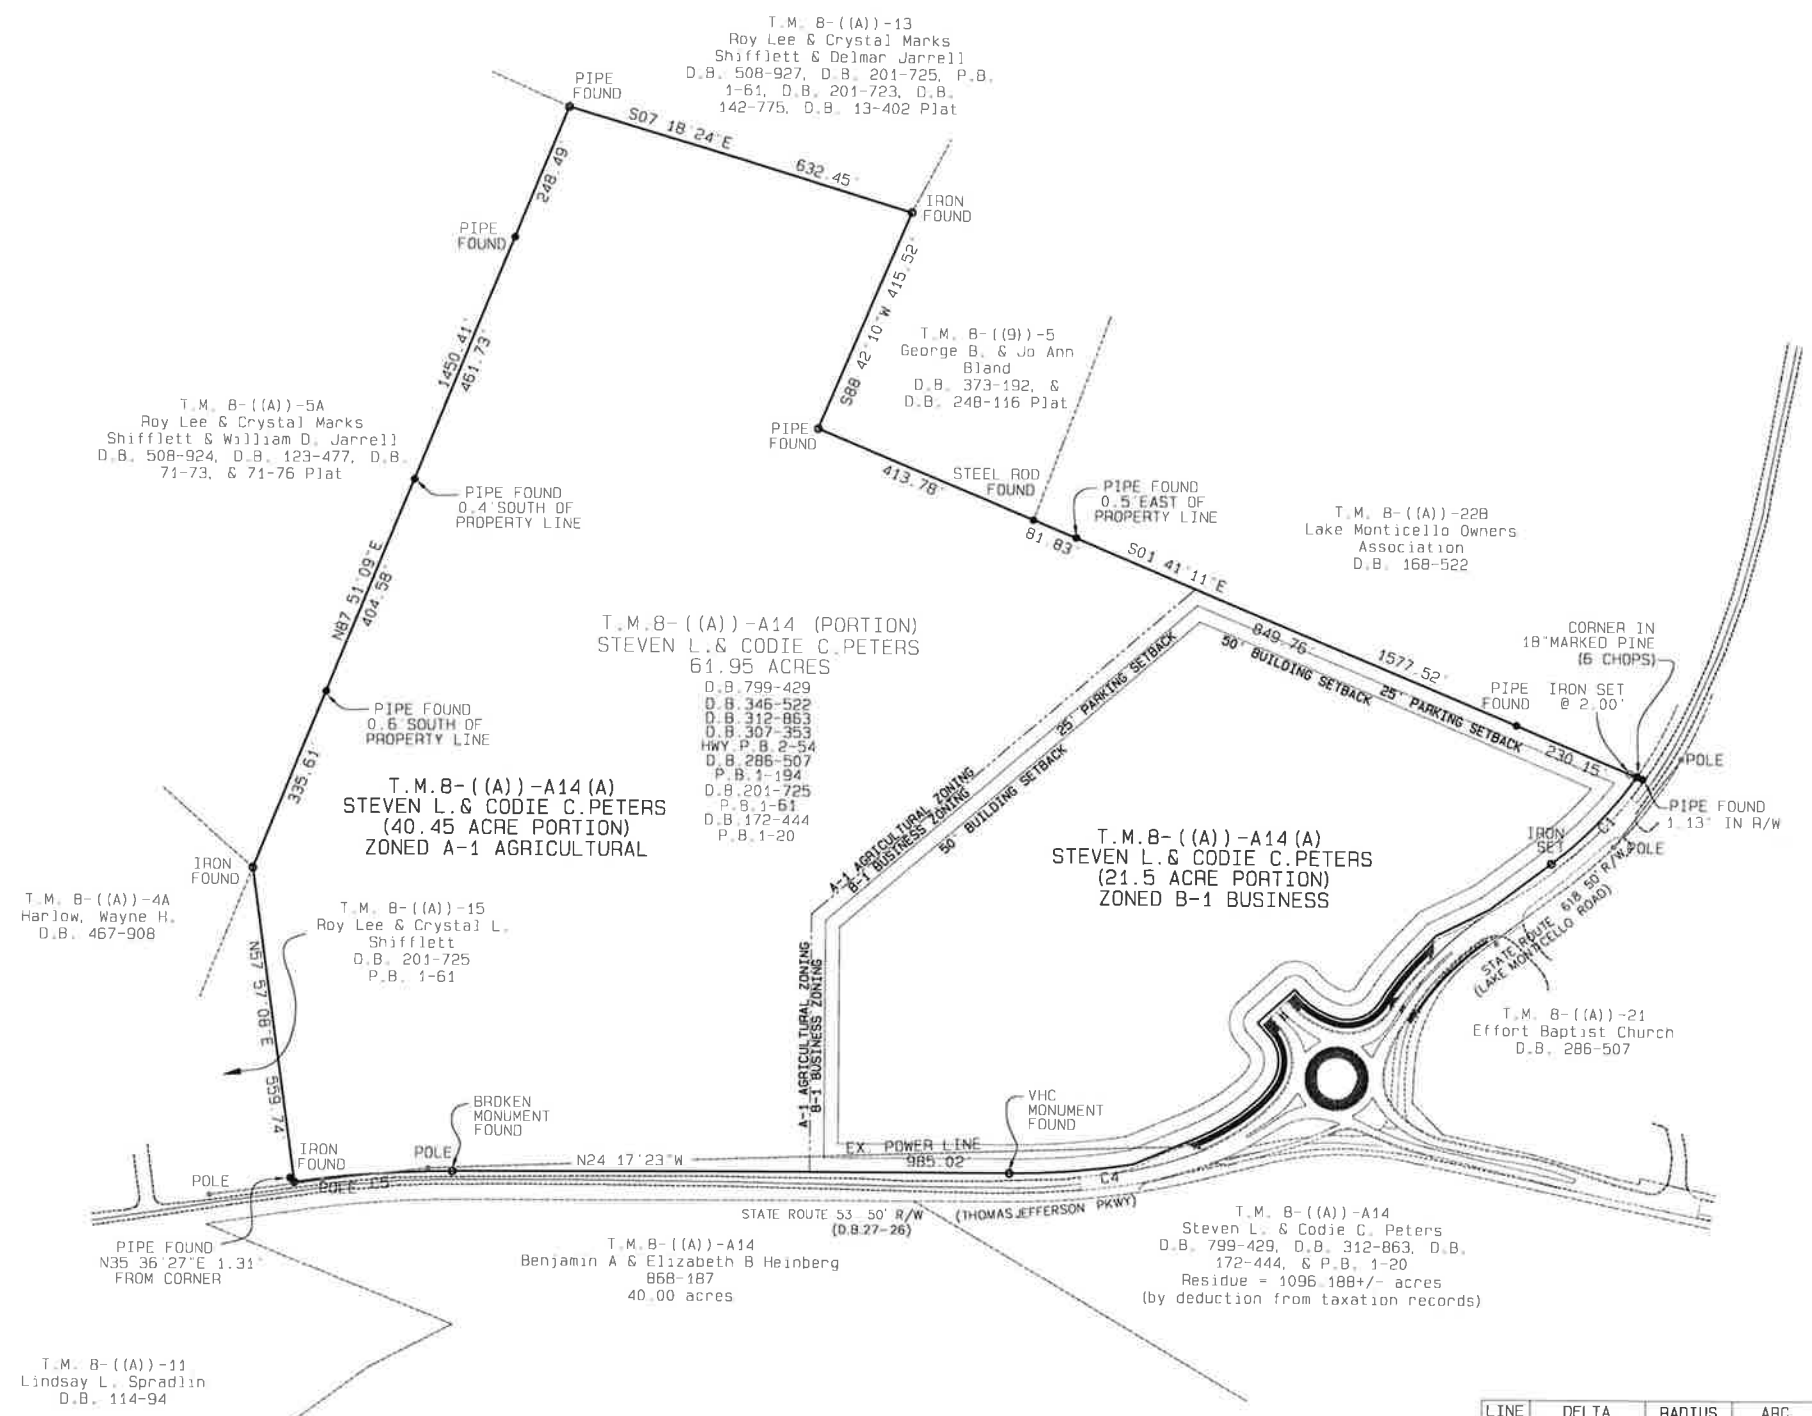 T.M. 8-((A))-13
Roy Lee & Crystal Marks
Shifflett & Delmar Jarrell
D.B. 508-927, D.B. 201-725, P.B.
1-61, D.B. 201-723, D.B.
142-775, D.B. 13-402 Plat
PIPE
FOUND
S07 18'24"E
632.45'
248.49'
IRON
FOUND
PIPE
FOUND
S88 42'10"W 415.52'
T.M. 8-((9))-5
George B. & Jo Ann
Bland
D.B. 373-192, &
D.B. 248-116 Plat
1450.41'
461.73'
T.M. 8-((A))-5A
Roy Lee & Crystal Marks
Shifflett & William D. Jarrell
D.B. 508-924, D.B. 123-477, D.B.
71-73, & 71-76 Plat
PIPE
FOUND
413.78'
STEEL ROD
FOUND
PIPE FOUND
0.4'SOUTH OF
PROPERTY LINE
PIPE FOUND
0.5'EAST OF
PROPERTY LINE
81.83'
S01 41'11"E
T.M. 8-((A))-22B
Lake Monticello Owners
Association
D.B. 168-522
N87 51'09"E
404.58'
T.M.8-((A))-A14 (PORTION)
STEVEN L.& CODIE C.PETERS
61.95 ACRES
D.B.799-429
D.B.346-522
D.B.312-863
D.B.307-353
HWY.P.B.2-54
D.B.286-507
P.B.1-194
D.B.201-725
P.B.1-61
D.B.172-444
P.B.1-20
849.76'
1577.52'
50' BUILDING SETBACK
25' PARKING SETBACK
CORNER IN
18"MARKED PINE
(6 CHOPS)
PIPE
FOUND
IRON SET
@ 2.00'
230.15'
POLE
PIPE FOUND
1.13' IN R/W
C1
POLE
IRON
SET
25' PARKING SETBACK
50' BUILDING SETBACK
A-1 AGRICULTURAL ZONING
B-1 BUSINESS ZONING
PIPE FOUND
0.6'SOUTH OF
PROPERTY LINE
335.61'
T.M.8-((A))-A14(A)
STEVEN L.& CODIE C.PETERS
(40.45 ACRE PORTION)
ZONED A-1 AGRICULTURAL
T.M.8-((A))-A14(A)
STEVEN L.& CODIE C.PETERS
(21.5 ACRE PORTION)
ZONED B-1 BUSINESS
IRON
FOUND
T.M. 8-((A))-4A
Harlow, Wayne H.
D.B. 467-908
T.M. 8-((A))-15
Roy Lee & Crystal L.
Shifflett
D.B. 201-725
P.B. 1-61
N57 57'08"E
559.74'
A-1 AGRICULTURAL ZONING
B-1 BUSINESS ZONING
STATE ROUTE 618 50' R/W
(LAKE MONTICELLO ROAD)
T.M. 8-((A))-21
Effort Baptist Church
D.B. 286-507
BROKEN
MONUMENT
FOUND
VHC
MONUMENT
FOUND
IRON
FOUND
POLE
N24 17'23"W
EX. POWER LINE
985.02'
POLE
POLE
C5
C4
STATE ROUTE 53 50' R/W
(D.B.27-26)
(THOMAS JEFFERSON PKWY)
PIPE FOUND
N35 36'27"E 1.31'
FROM CORNER
T.M.8-((A))-A14
Benjamin A & Elizabeth B Heinberg
868-187
40.00 acres
T.M. 8-((A))-A14
Steven L. & Codie C. Peters
D.B. 799-429, D.B. 312-863, D.B.
172-444, & P.B. 1-20
Residue = 1096.188+/- acres
(by deduction from taxation records)
T.M. 8-((A))-11
Lindsay L. Spradlin
D.B. 114-94
LINE DELTA RADIUS ARC